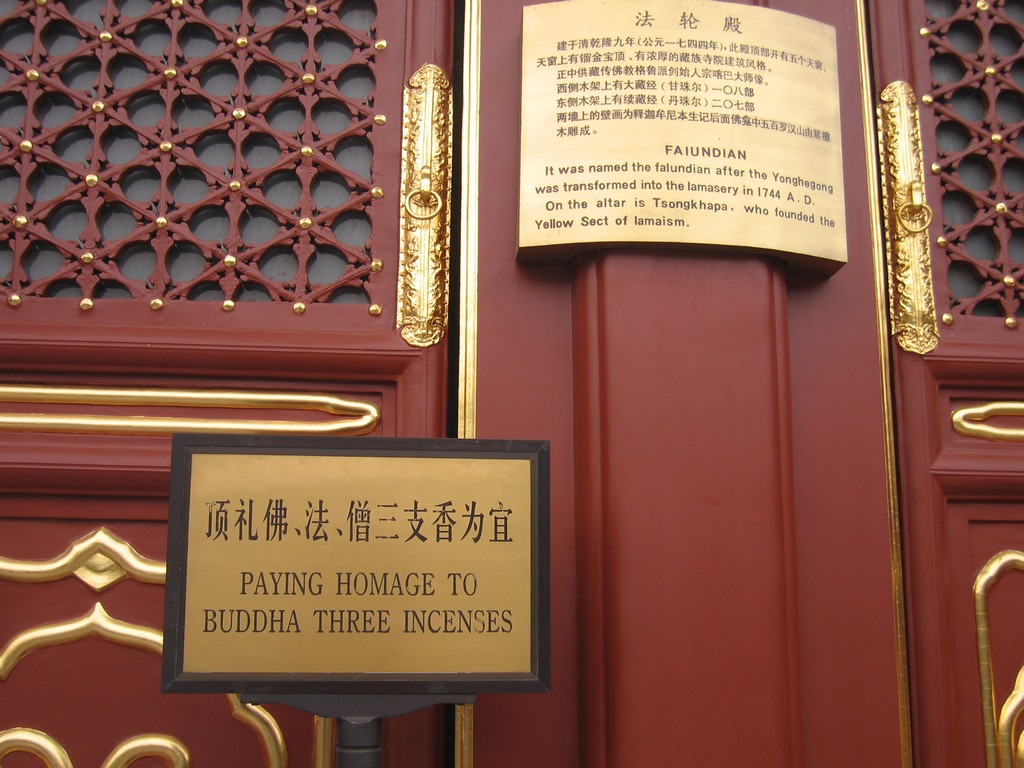 法轮殿
建于清乾隆九年(公元一七四四年),此殿顶部开有五个天窗,
天窗上有镏金宝顶、有浓厚的藏族寺院建筑风格。
正中供藏传佛教格鲁派创始人宗喀巴大师像。
西侧木架上有大藏经(甘珠尔)一〇八部
东侧木架上有续藏经(丹珠尔)二〇七部
两墙上的壁画为释迦牟尼本生记后面佛龛中五百罗汉山由紫檀
木雕成。
FAIUNDIAN
It was named the falundian after the Yonghegong
was transformed into the lamasery in 1744 A.D.
On the altar is Tsongkhapa, who founded the
Yellow Sect of lamaism.
顶礼佛、法、僧三支香为宜
PAYING HOMAGE TO
BUDDHA THREE INCENSES